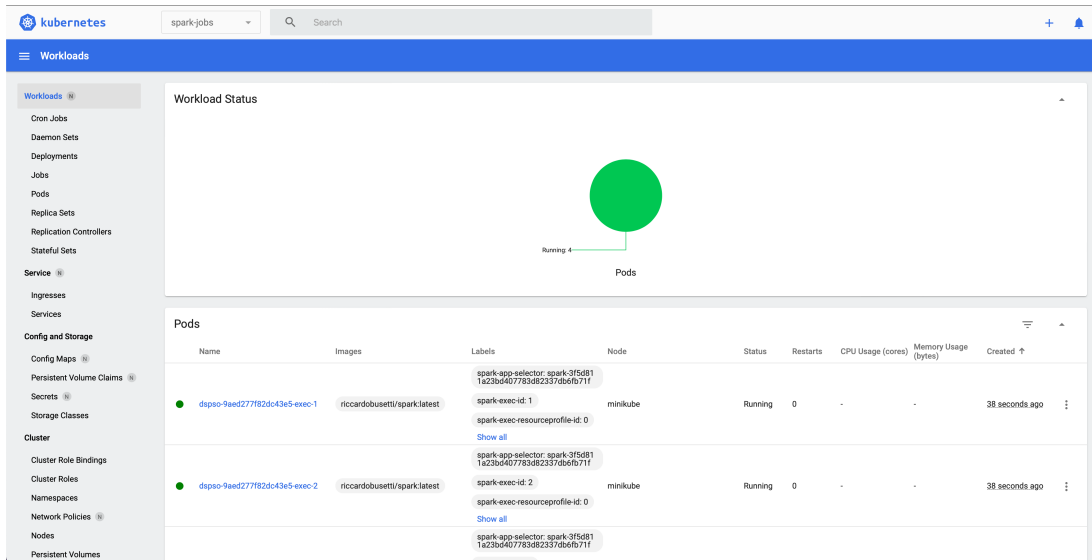 kubernetes
spark-jobs
Search
Workloads
Workloads N
Cron Jobs
Daemon Sets
Deployments
Jobs
Pods
Replica Sets
Replication Controllers
Stateful Sets
Service N
Ingresses
Services
Config and Storage
Config Maps N
Persistent Volume Claims N
Secrets N
Storage Classes
Cluster
Cluster Role Bindings
Cluster Roles
Namespaces
Network Policies N
Nodes
Persistent Volumes
Workload Status
Running: 4
Pods
Pods
Name Images Labels Node Status Restarts CPU Usage (cores) Memory Usage (bytes) Created
spark-app-selector: spark-3f5d81
1a23bd407783d82337db6fb71f
dspso-9aed277f82dc43e5-exec-1 riccardobusetti/spark:latest spark-exec-id: 1 minikube Running 0 - - 38 seconds ago
spark-exec-resourceprofile-id: 0
Show all
spark-app-selector: spark-3f5d81
1a23bd407783d82337db6fb71f
dspso-9aed277f82dc43e5-exec-2 riccardobusetti/spark:latest spark-exec-id: 2 minikube Running 0 - - 38 seconds ago
spark-exec-resourceprofile-id: 0
Show all
spark-app-selector: spark-3f5d81
1a23bd407783d82337db6fb71f